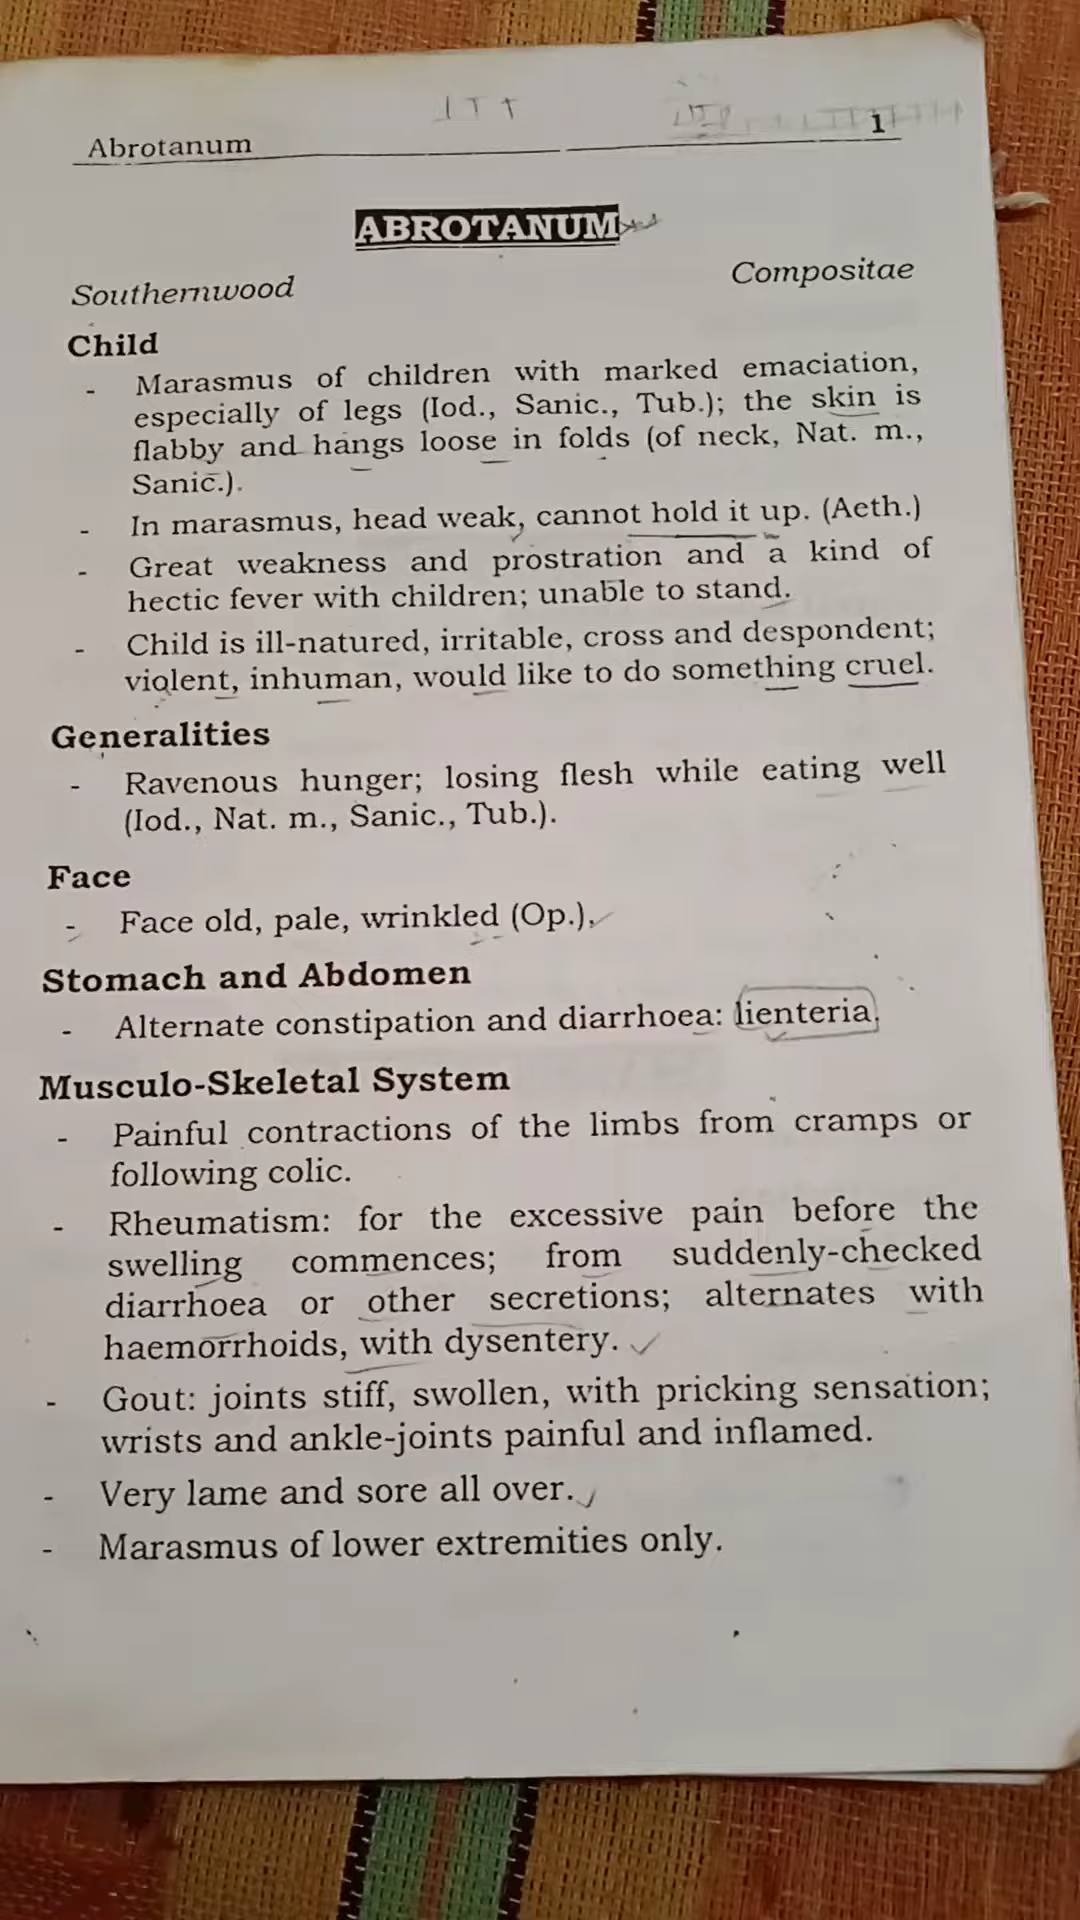 Abrotanum 1
ABROTANUM
Southernwood Compositae
Child
- Marasmus of children with marked emaciation,
especially of legs (Iod., Sanic., Tub.); the skin is
flabby and hangs loose in folds (of neck, Nat. m.,
Sanic.).
- In marasmus, head weak, cannot hold it up. (Aeth.)
- Great weakness and prostration and a kind of
hectic fever with children; unable to stand.
- Child is ill-natured, irritable, cross and despondent;
violent, inhuman, would like to do something cruel.
Generalities
- Ravenous hunger; losing flesh while eating well
(Iod., Nat. m., Sanic., Tub.).
Face
- Face old, pale, wrinkled (Op.).
Stomach and Abdomen
- Alternate constipation and diarrhoea: lienteria.
Musculo-Skeletal System
- Painful contractions of the limbs from cramps or
following colic.
- Rheumatism: for the excessive pain before the
swelling commences; from suddenly-checked
diarrhoea or other secretions; alternates with
haemorrhoids, with dysentery.
- Gout: joints stiff, swollen, with pricking sensation;
wrists and ankle-joints painful and inflamed.
- Very lame and sore all over.
- Marasmus of lower extremities only.